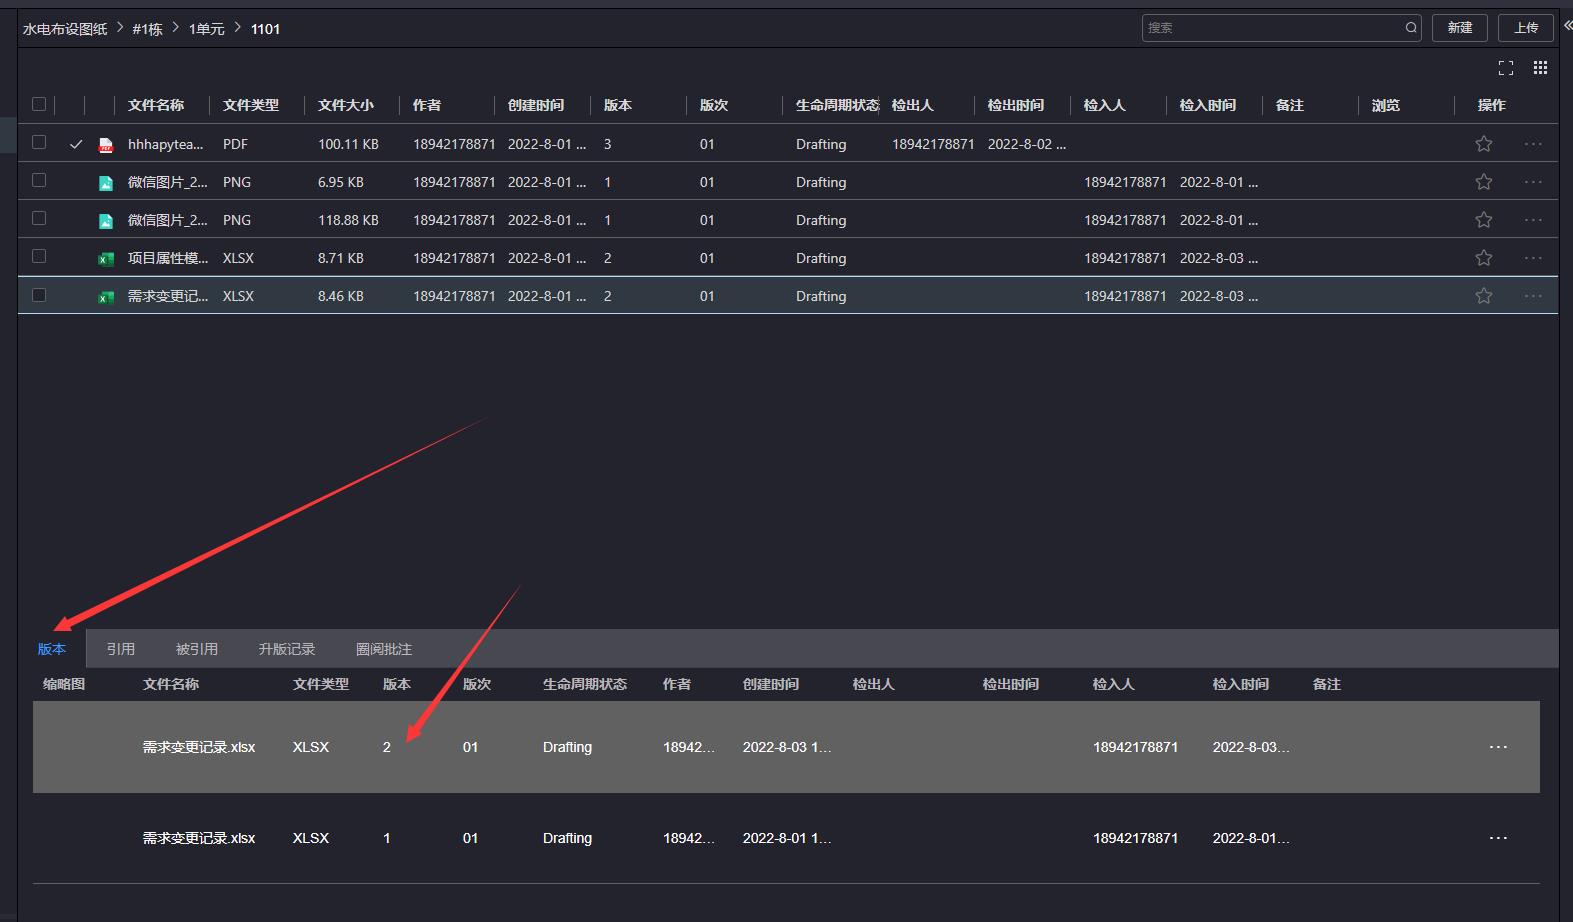 水电布设图纸 > #1栋 > 1单元 > 1101 搜索 新建 上传
文件名称 文件类型 文件大小 作者 创建时间 版本 版次 生命周期状态 检出人 检出时间 检入人 检入时间 备注 浏览 操作
hhhapytea... PDF 100.11 KB 18942178871 2022-8-01 ... 3 01 Drafting 18942178871 2022-8-02 ...
微信图片_2... PNG 6.95 KB 18942178871 2022-8-01 ... 1 01 Drafting 18942178871 2022-8-01 ...
微信图片_2... PNG 118.88 KB 18942178871 2022-8-01 ... 1 01 Drafting 18942178871 2022-8-01 ...
项目属性模... XLSX 8.71 KB 18942178871 2022-8-01 ... 2 01 Drafting 18942178871 2022-8-03 ...
需求变更记... XLSX 8.46 KB 18942178871 2022-8-01 ... 2 01 Drafting 18942178871 2022-8-03 ...
版本 引用 被引用 升版记录 圈阅批注
缩略图 文件名称 文件类型 版本 版次 生命周期状态 作者 创建时间 检出人 检出时间 检入人 检入时间 备注
需求变更记录.xlsx XLSX 2 01 Drafting 18942... 2022-8-03 1... 18942178871 2022-8-03...
需求变更记录.xlsx XLSX 1 01 Drafting 18942... 2022-8-01 1... 18942178871 2022-8-01...